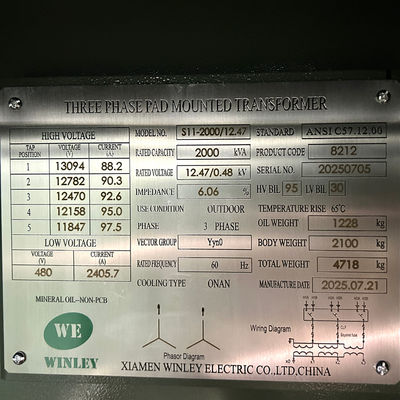 THREE PHASE PAD MOUNTED TRANSFORMER
HIGH VOLTAGE
TAP POSITION VOLTAGE (V) CURRENT (A)
1 13094 88.2
2 12782 90.3
3 12470 92.6
4 12158 95.0
5 11847 97.5
LOW VOLTAGE
VOLTAGE (V) CURRENT (A)
480 2405.7
MINERAL OIL-NON-PCB
WE
WINLEY
MODEL NO. S11-2000/12.47
RATED CAPACITY 2000 kVA
RATED VOLTAGE 12.47/0.48 kV
IMPEDANCE 6.06 %
USE CONDITION OUTDOOR
PHASE 3 PHASE
VECTOR GROUP Yyn0
RATED FREQUENCY 60 Hz
COOLING TYPE ONAN
STANDARD ANSI C57.12.00
PRODUCT CODE 8212
SERIAL NO. 20250705
HV BIL 95 LV BIL 30
TEMPERATURE RISE 65℃
OIL WEIGHT 1228 kg
BODY WEIGHT 2100 kg
TOTAL WEIGHT 4718 kg
MANUFACTURE DATE 2025.07.21
Phasor Diagram
Wiring Diagram
XIAMEN WINLEY ELECTRIC CO.,LTD,CHINA